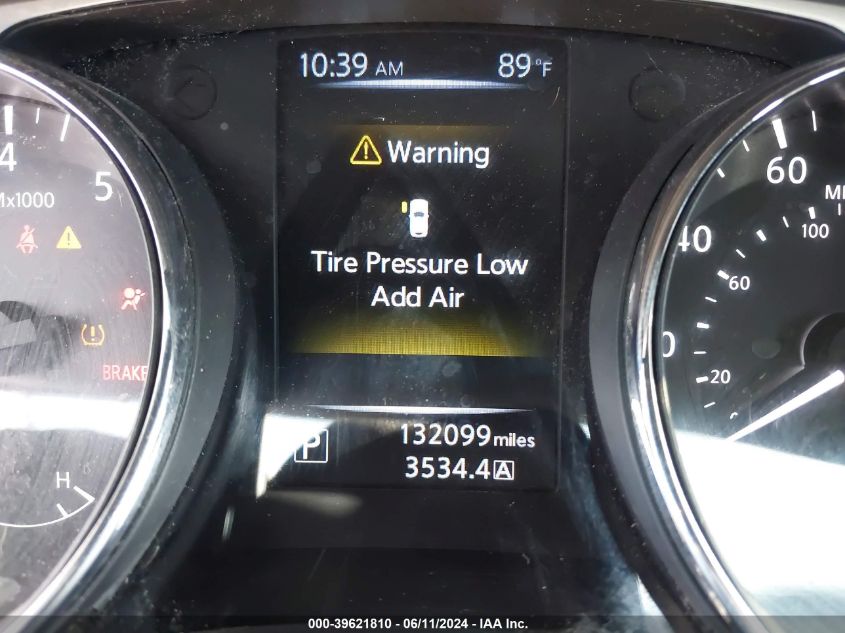 10:39 AM 89°F
Warning
Tire Pressure Low
Add Air
P
132099 miles
3534.4 A
4
5
x1000
BRAKE
H
60
40
100
60
20
000-39621810 - 06/11/2024 - IAA Inc.